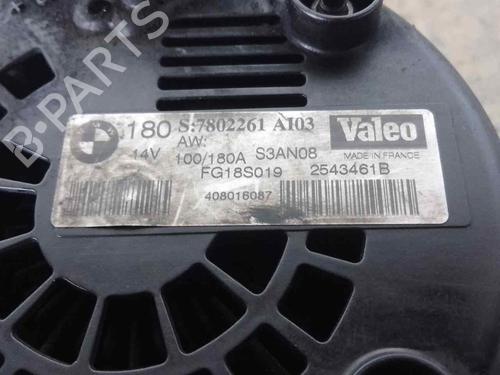 B-PARTS
180 S:7802261 AI03 Valeo
AW:
14V 100/180A S3AN08 MADE IN FRANCE
FG18S019 2543461B
408016087